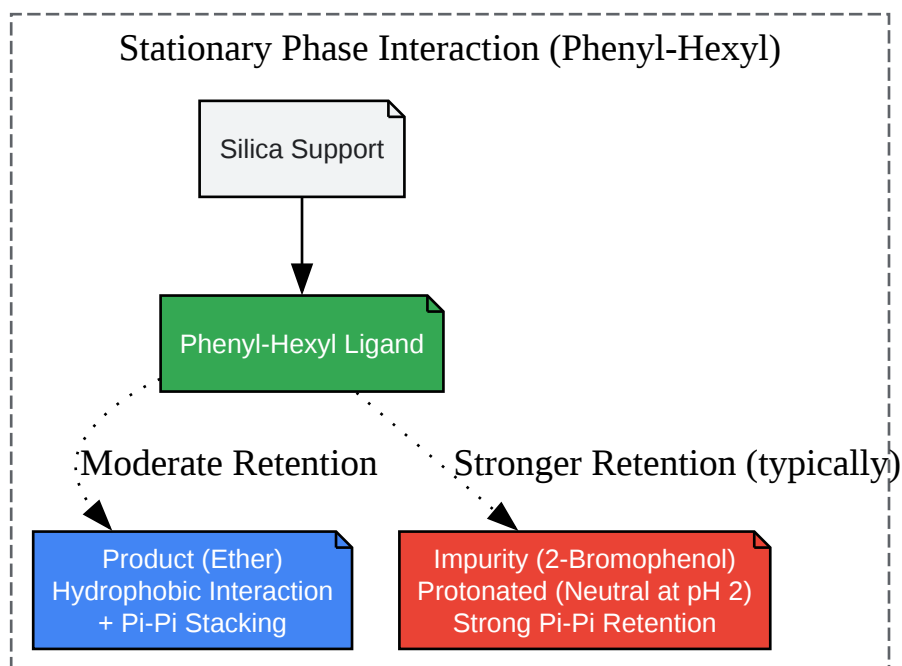 Stationary Phase Interaction (Phenyl-Hexyl)
Silica Support
Phenyl-Hexyl Ligand
Moderate Retention
Stronger Retention (typically)
Product (Ether)
Hydrophobic Interaction
+ Pi-Pi Stacking
Impurity (2-Bromophenol)
Protonated (Neutral at pH 2)
Strong Pi-Pi Retention